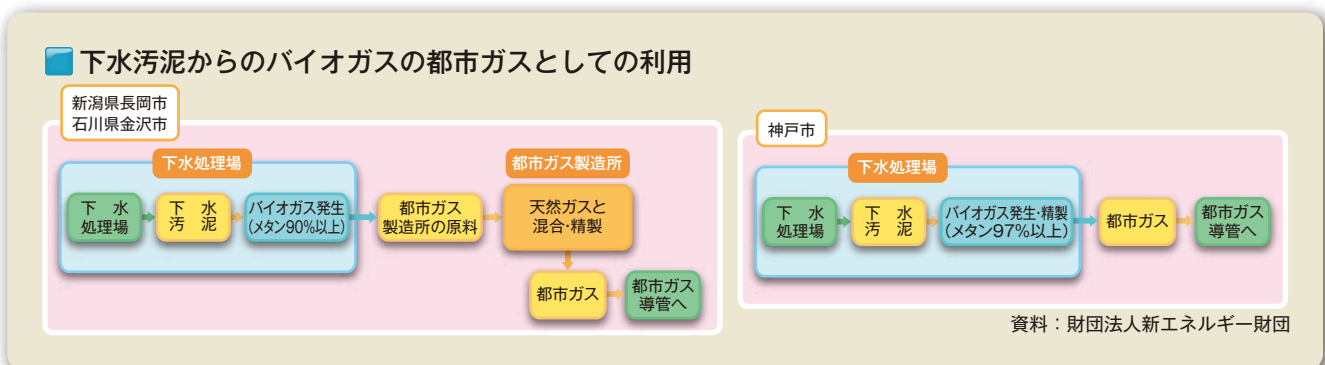 下水汚泥からのバイオガスの都市ガスとしての利用
新潟県長岡市
石川県金沢市
下水処理場
下 水
処理場
下 水
汚 泥
バイオガス発生
(メタン90%以上)
都市ガス
製造所の原料
都市ガス製造所
天然ガスと
混合・精製
都市ガス
都市ガス
導管へ
神戸市
下水処理場
下 水
処理場
下 水
汚 泥
バイオガス発生・精製
(メタン97%以上)
都市ガス
都市ガス
導管へ
資料：財団法人新エネルギー財団